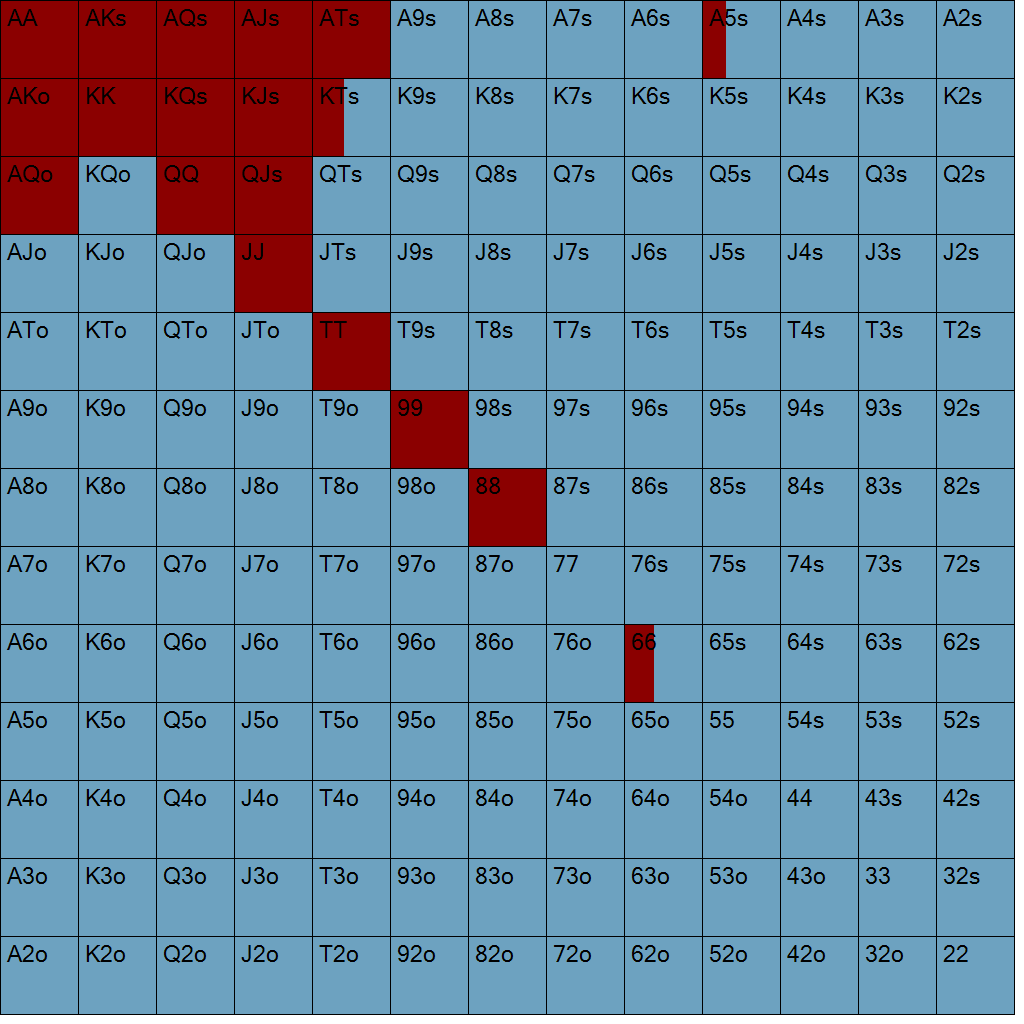 AA AKs AQs AJs ATs A9s A8s A7s A6s A5s A4s A3s A2s
AKo KK KQs KJs KTs K9s K8s K7s K6s K5s K4s K3s K2s
AQo KQo QQ QJs QTs Q9s Q8s Q7s Q6s Q5s Q4s Q3s Q2s
AJo KJo QJo JJ JTs J9s J8s J7s J6s J5s J4s J3s J2s
ATo KTo QTo JTo TT T9s T8s T7s T6s T5s T4s T3s T2s
A9o K9o Q9o J9o T9o 99 98s 97s 96s 95s 94s 93s 92s
A8o K8o Q8o J8o T8o 98o 88 87s 86s 85s 84s 83s 82s
A7o K7o Q7o J7o T7o 97o 87o 77 76s 75s 74s 73s 72s
A6o K6o Q6o J6o T6o 96o 86o 76o 66 65s 64s 63s 62s
A5o K5o Q5o J5o T5o 95o 85o 75o 65o 55 54s 53s 52s
A4o K4o Q4o J4o T4o 94o 84o 74o 64o 54o 44 43s 42s
A3o K3o Q3o J3o T3o 93o 83o 73o 63o 53o 43o 33 32s
A2o K2o Q2o J2o T2o 92o 82o 72o 62o 52o 42o 32o 22